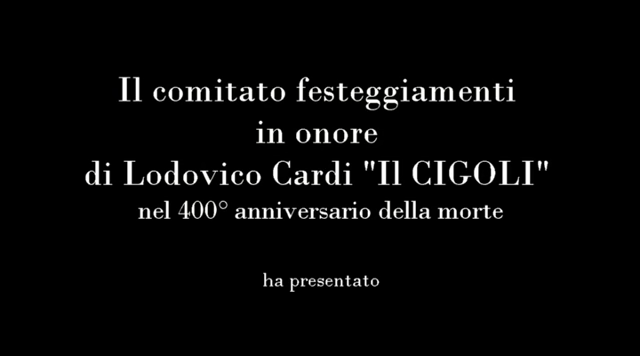 Il comitato festeggiamenti
in onore
di Lodovico Cardi "Il CIGOLI"
nel 400° anniversario della morte
ha presentato